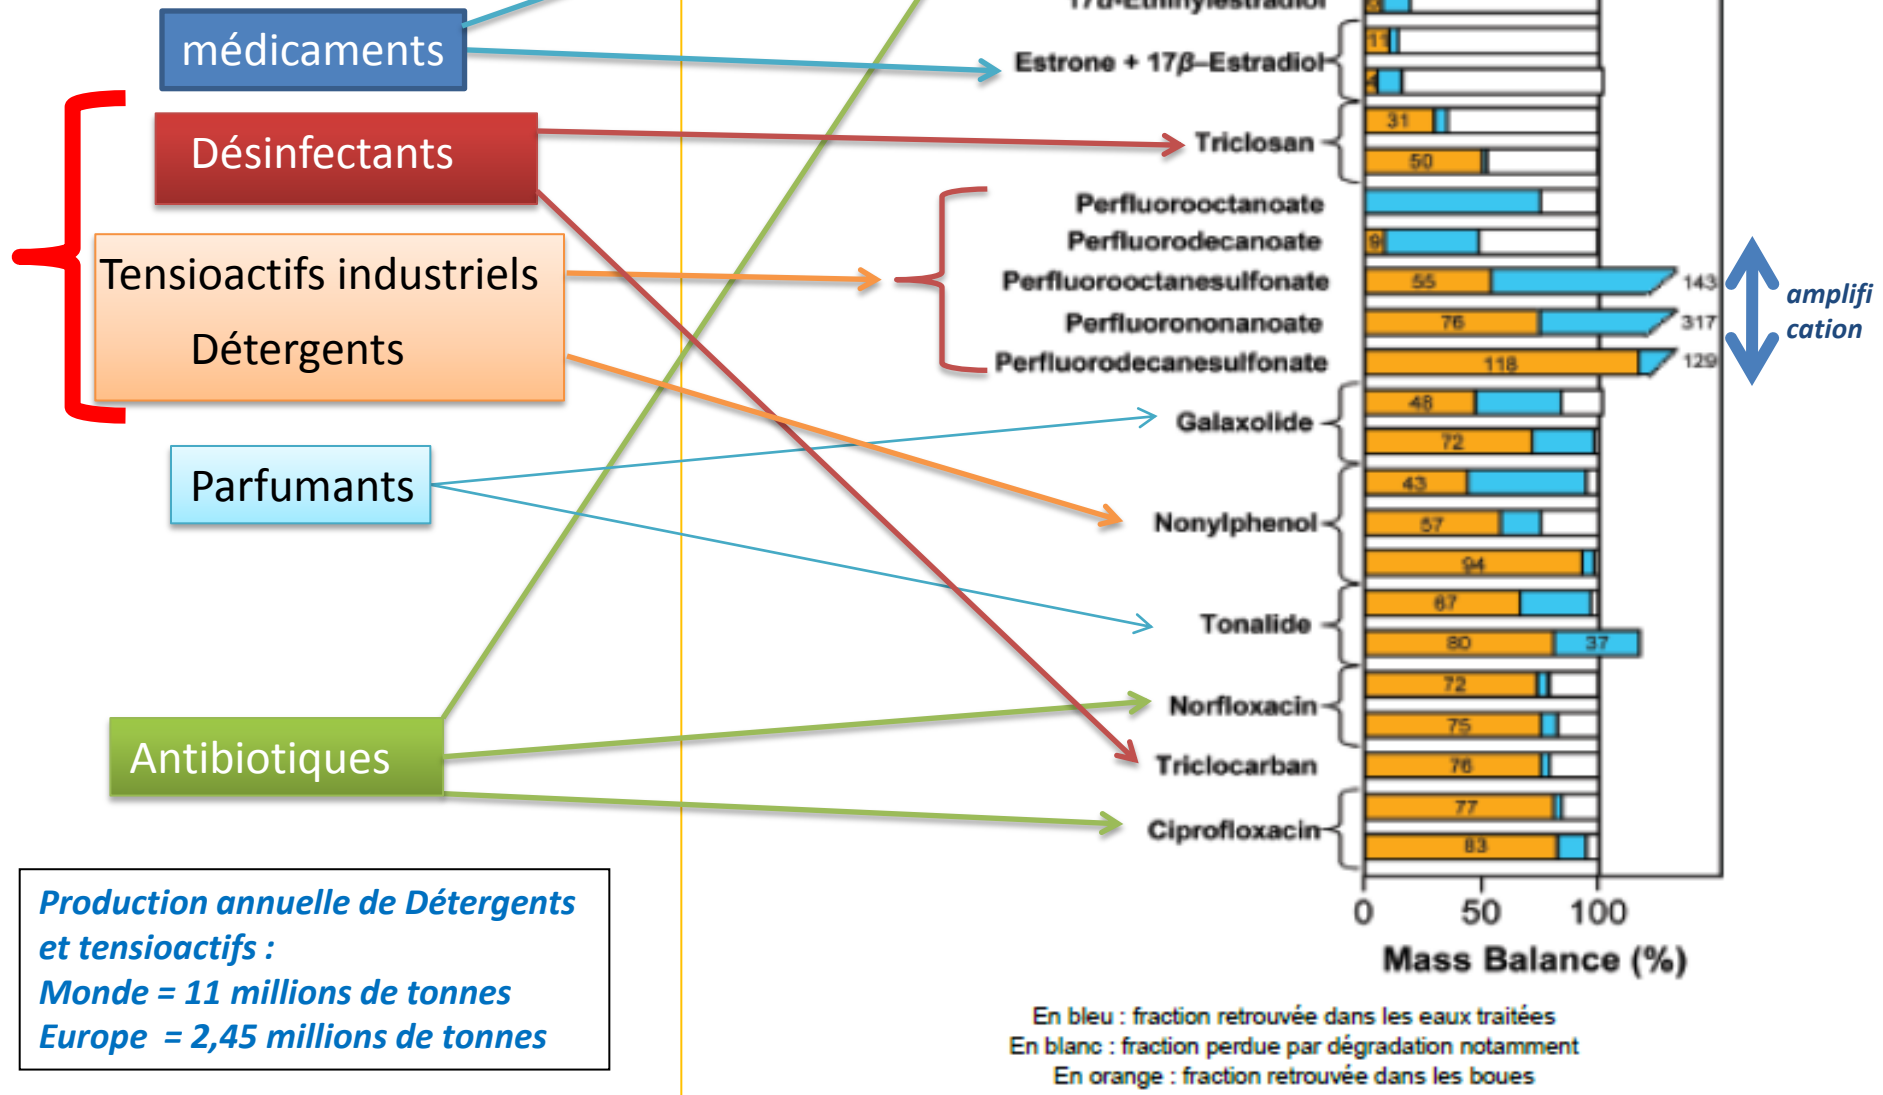 17α-Ethinylestradiol
médicaments
Estrone + 17β–Estradiol
11
Désinfectants
Triclosan
31
50
Perfluorooctanoate
Perfluorodecanoate
9
Tensioactifs industriels
Perfluorooctanesulfonate
55
143
amplifi
cation
Perfluorononanoate
76
317
Détergents
Perfluorodecanesulfonate
118
129
Galaxolide
48
72
Parfumants
Nonylphenol
43
57
94
Tonalide
67
80
37
Norfloxacin
72
75
Antibiotiques
Triclocarban
76
Ciprofloxacin
77
83
0 50 100
Mass Balance (%)
Production annuelle de Détergents
et tensioactifs :
Monde = 11 millions de tonnes
Europe = 2,45 millions de tonnes
En bleu : fraction retrouvée dans les eaux traitées
En blanc : fraction perdue par dégradation notamment
En orange : fraction retrouvée dans les boues